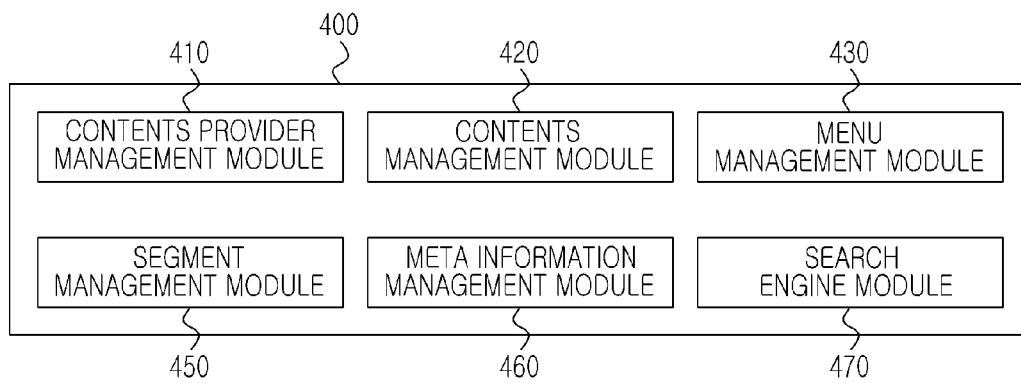 400
410
420
430
CONTENTS PROVIDER
MANAGEMENT MODULE
CONTENTS
MANAGEMENT MODULE
MENU
MANAGEMENT MODULE
SEGMENT
MANAGEMENT MODULE
META INFORMATION
MANAGEMENT MODULE
SEARCH
ENGINE MODULE
450
460
470